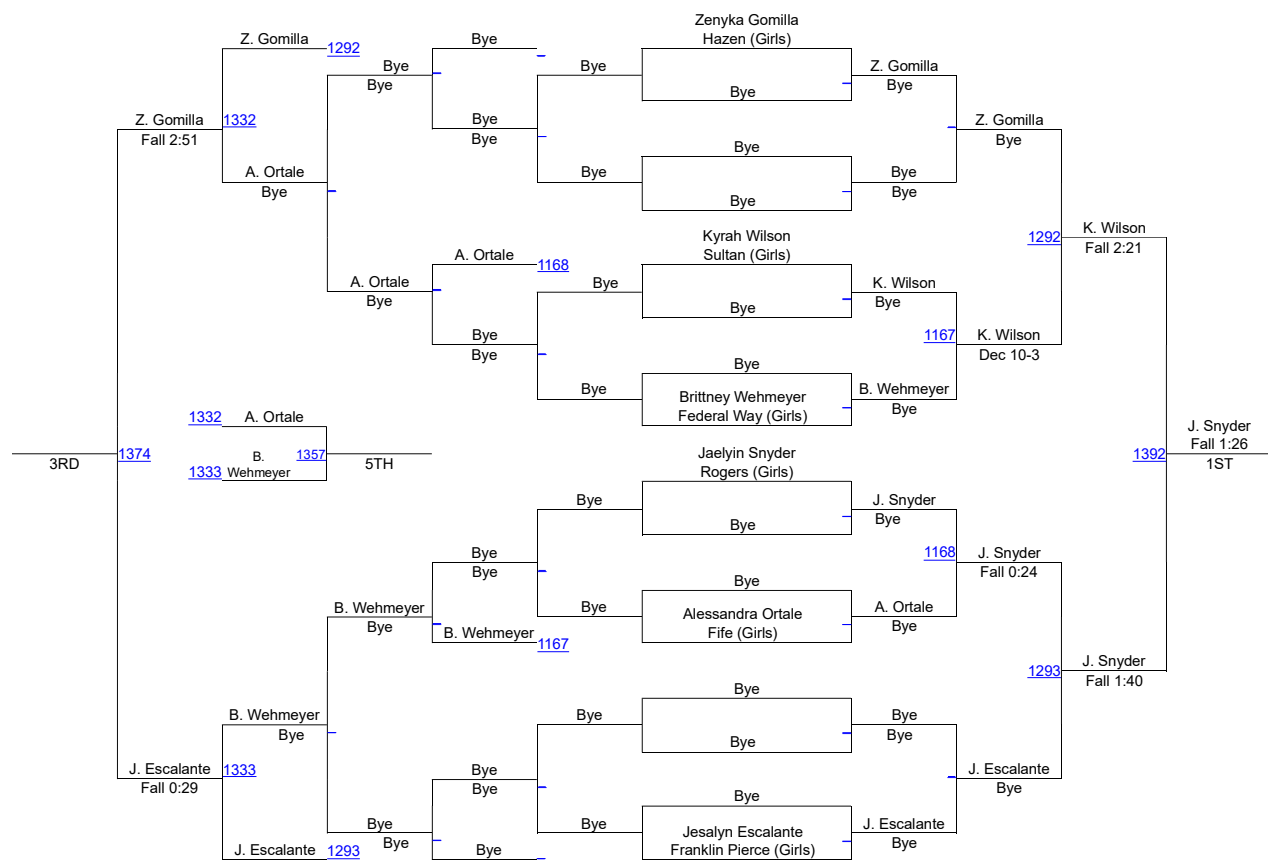 Zenyka Gomilla
Z. Gomilla
1292
Bye
Hazen (Girls)
Bye
Bye
Bye
Z. Gomilla
Bye
Bye
Z. Gomilla
Fall 2:51
1332
Bye
Bye
Z. Gomilla
Bye
Bye
A. Ortale
Bye
Bye
Bye
Bye
Bye
Kyrah Wilson
Sultan (Girls)
1292
K. Wilson
Fall 2:21
A. Ortale
1168
A. Ortale
Bye
Bye
K. Wilson
Bye
Bye
Bye
Bye
1167
K. Wilson
Dec 10-3
Bye
Bye
Brittney Wehmeyer
Federal Way (Girls)
B. Wehmeyer
Bye
1332
A. Ortale
1333
B.
Wehmeyer
1357
5TH
3RD
1374
Jaelyin Snyder
Rogers (Girls)
J. Snyder
Fall 1:26
1ST
1392
Bye
Bye
J. Snyder
Bye
Bye
Bye
1168
J. Snyder
Fall 0:24
Bye
B. Wehmeyer
Bye
Bye
Alessandra Ortale
Fife (Girls)
A. Ortale
Bye
B. Wehmeyer
1167
1293
J. Snyder
Fall 1:40
Bye
B. Wehmeyer
Bye
Bye
Bye
Bye
Bye
J. Escalante
Fall 0:29
1333
Bye
Bye
J. Escalante
Bye
Bye
Bye
Bye
Bye
Jesalyn Escalante
Franklin Pierce (Girls)
J. Escalante
Bye
J. Escalante
1293
Bye